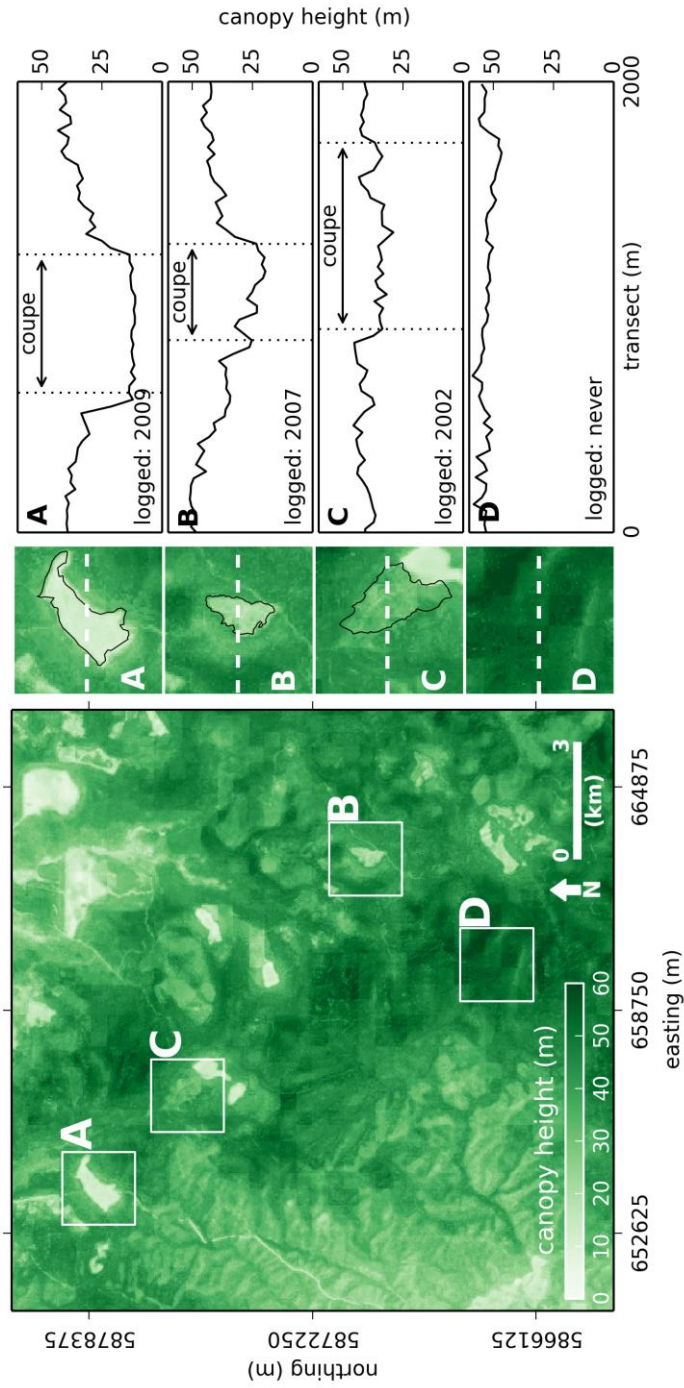 5878375
5872250
5866125
northing (m)
652625
658750
664875
easting (m)
A
C
B
D
canopy height (m)
0 10 20 30 40 50 60
N
0 3
(km)
A
B
C
D
A
coupe
logged: 2009
50
25
0
B
coupe
logged: 2007
50
25
0
C
coupe
logged: 2002
50
25
0
D
logged: never
50
25
0
canopy height (m)
0 2000
transect (m)